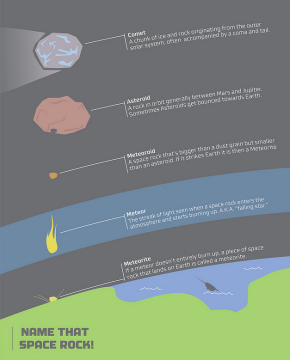 Comet
A chunk of ice and rock originating from the outer
solar system, often accompanied by a coma and tail.
Asteroid
A rock in orbit generally between Mars and Jupiter.
Sometimes Asteroids get bounced towards Earth.
Meteoroid
A space rock that's bigger than a dust grain but smaller
than an asteroid. If it strikes Earth it is then a Meteorite
Meteor
The streak of light seen when a space rock enters the
atmosphere and starts burning up. A.K.A. "falling star."
Meteorite
If a meteor doesn't entirely burn up, a piece of space
rock that lands on Earth is called a meteorite.
NAME THAT
SPACE ROCK!